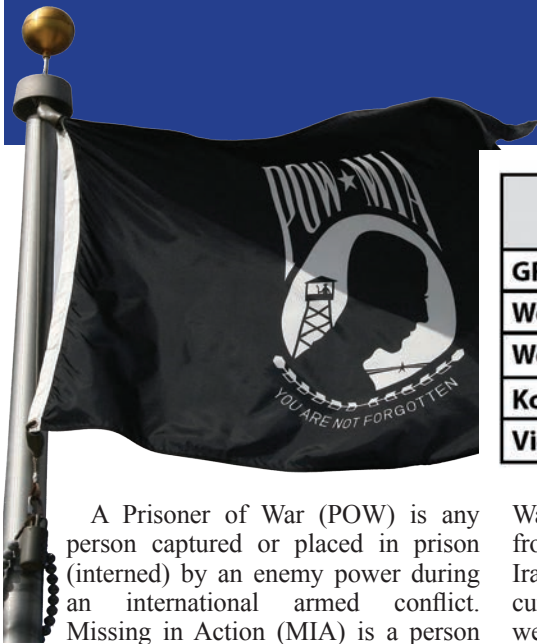 POW★MIA
YOU ARE NOT FORGOTTEN
A Prisoner of War (POW) is any
person captured or placed in prison
(interned) by an enemy power during
an international armed conflict.
Missing in Action (MIA) is a person